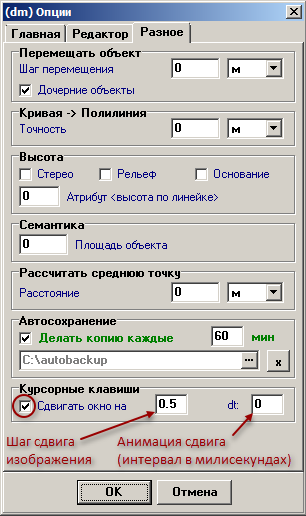 (dm) Опции
Главная Редактор Разное
Перемещать объект
Шаг перемещения 0 м
Дочерние объекты
Кривая -> Полилиния
Точность 0 м
Высота
Стерео Рельеф Основание
0 Атрибут <высота по линейке>
Семантика
0 Площадь объекта
Рассчитать среднюю точку
Расстояние 0 м
Автосохранение
Делать копию каждые 60 мин
C:\autobackup ... x
Курсорные клавиши
Сдвигать окно на 0.5 dt: 0
Шаг сдвига Анимация сдвига
изображения (интервал в милисекундах)
OK Отмена